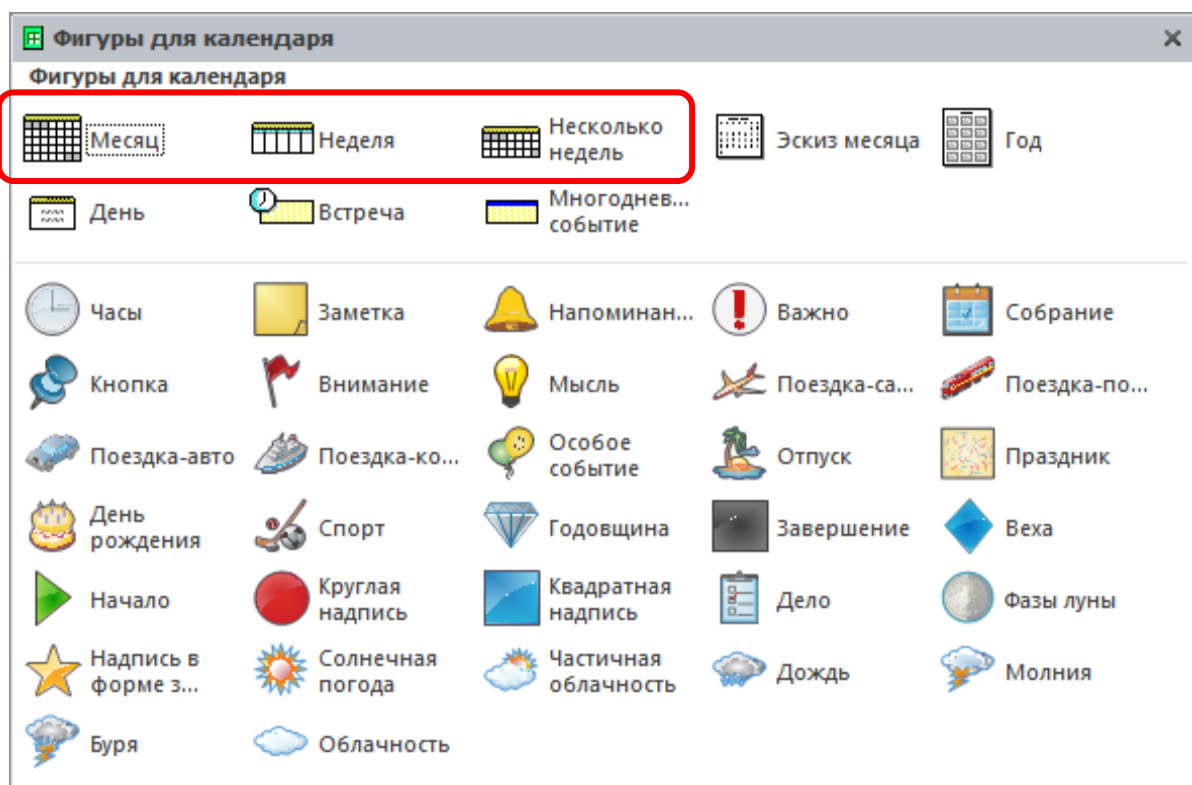 Фигуры для календаря
Фигуры для календаря
Месяц
Неделя
Несколько
недель
Эскиз месяца
Год
День
Встреча
Многоднев...
событие
Часы
Заметка
Напоминан...
Важно
Собрание
Кнопка
Внимание
Мысль
Поездка-са...
Поездка-по...
Поездка-авто
Поездка-ко...
Особое
событие
Отпуск
Праздник
День
рождения
Спорт
Годовщина
Завершение
Веха
Начало
Круглая
надпись
Квадратная
надпись
Дело
Фазы луны
Надпись в
форме з...
Солнечная
погода
Частичная
облачность
Дождь
Молния
Буря
Облачность